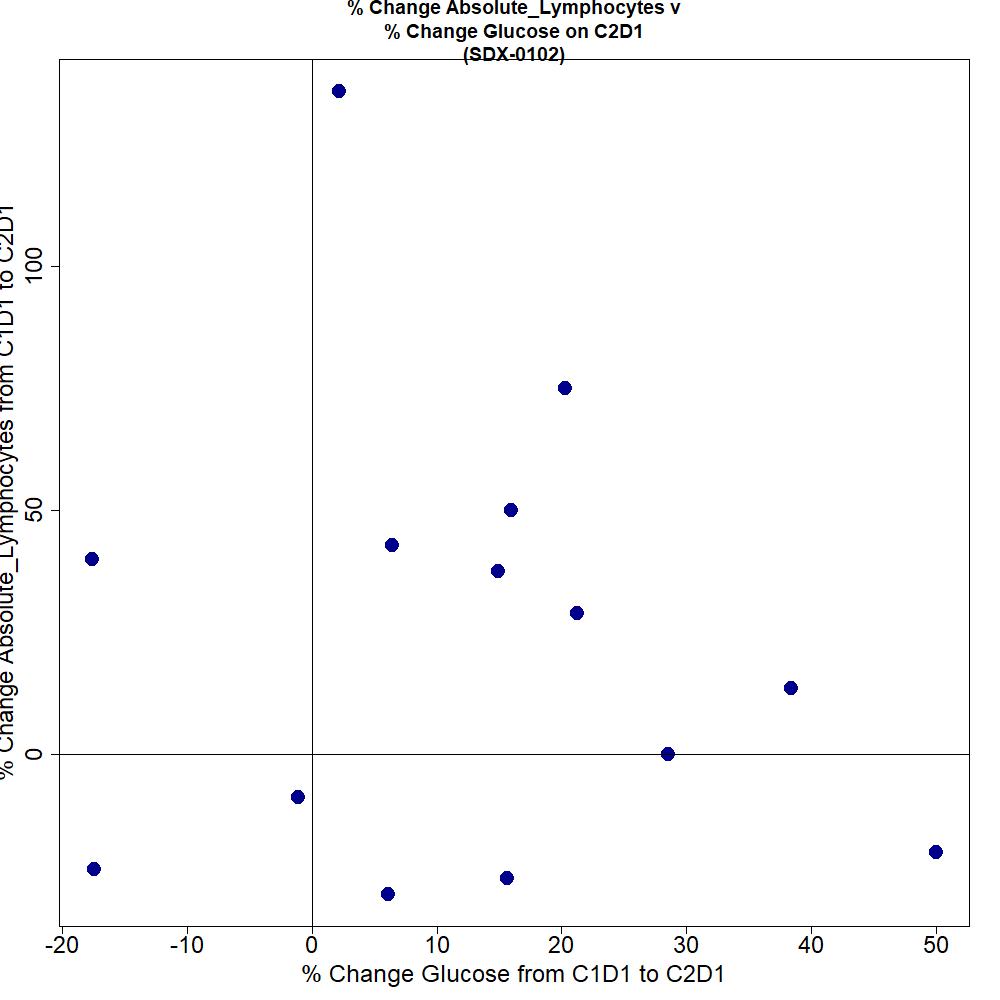 % Change Absolute_Lymphocytes v
% Change Glucose on C2D1
(SDX-0102)
% Change Absolute_Lymphocytes from C1D1 to C2D1
100
50
0
-20 -10 0 10 20 30 40 50
% Change Glucose from C1D1 to C2D1